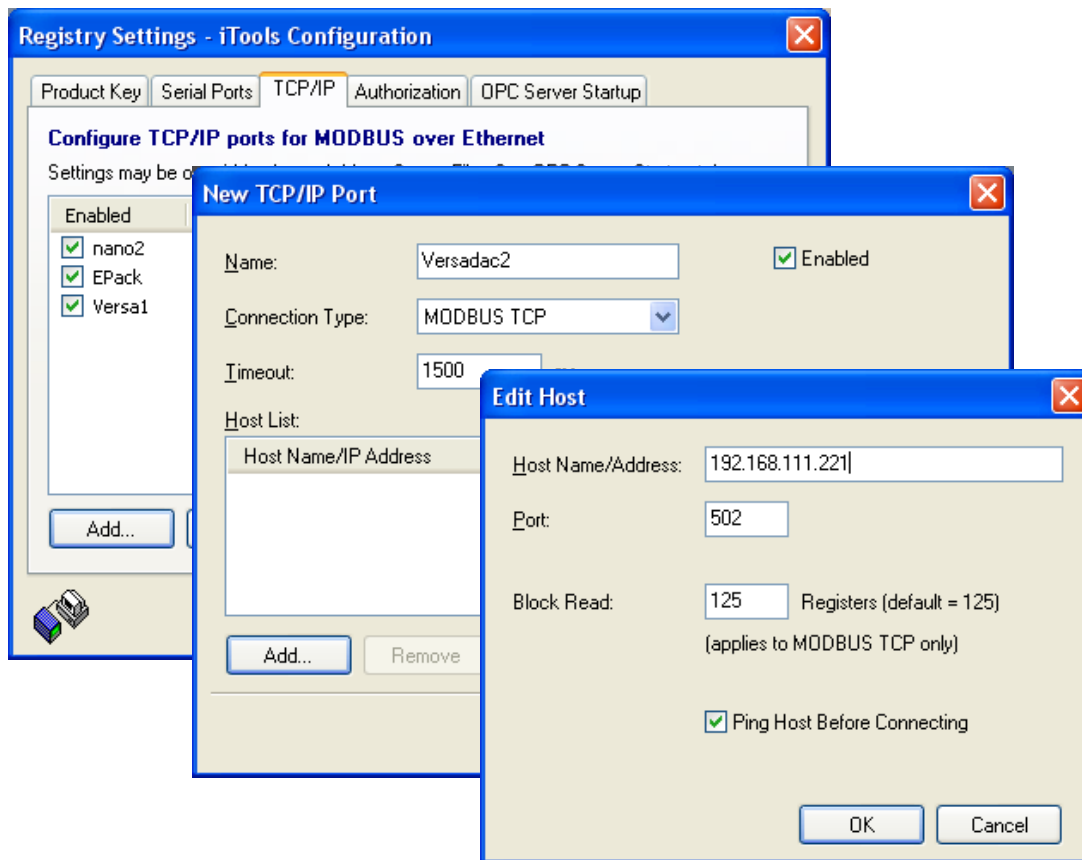 Registry Settings - iTools Configuration
Product Key Serial Ports TCP/IP Authorization OPC Server Startup
Configure TCP/IP ports for MODBUS over Ethernet
Settings may be
Enabled
nano2
EPack
Versa1
Add...
New TCP/IP Port
Name: Versadac2 Enabled
Connection Type: MODBUS TCP
Timeout: 1500
Host List:
Host Name/IP Address
Add... Remove
Edit Host
Host Name/Address: 192.168.111.221
Port: 502
Block Read: 125 Registers (default = 125)
(applies to MODBUS TCP only)
Ping Host Before Connecting
OK Cancel